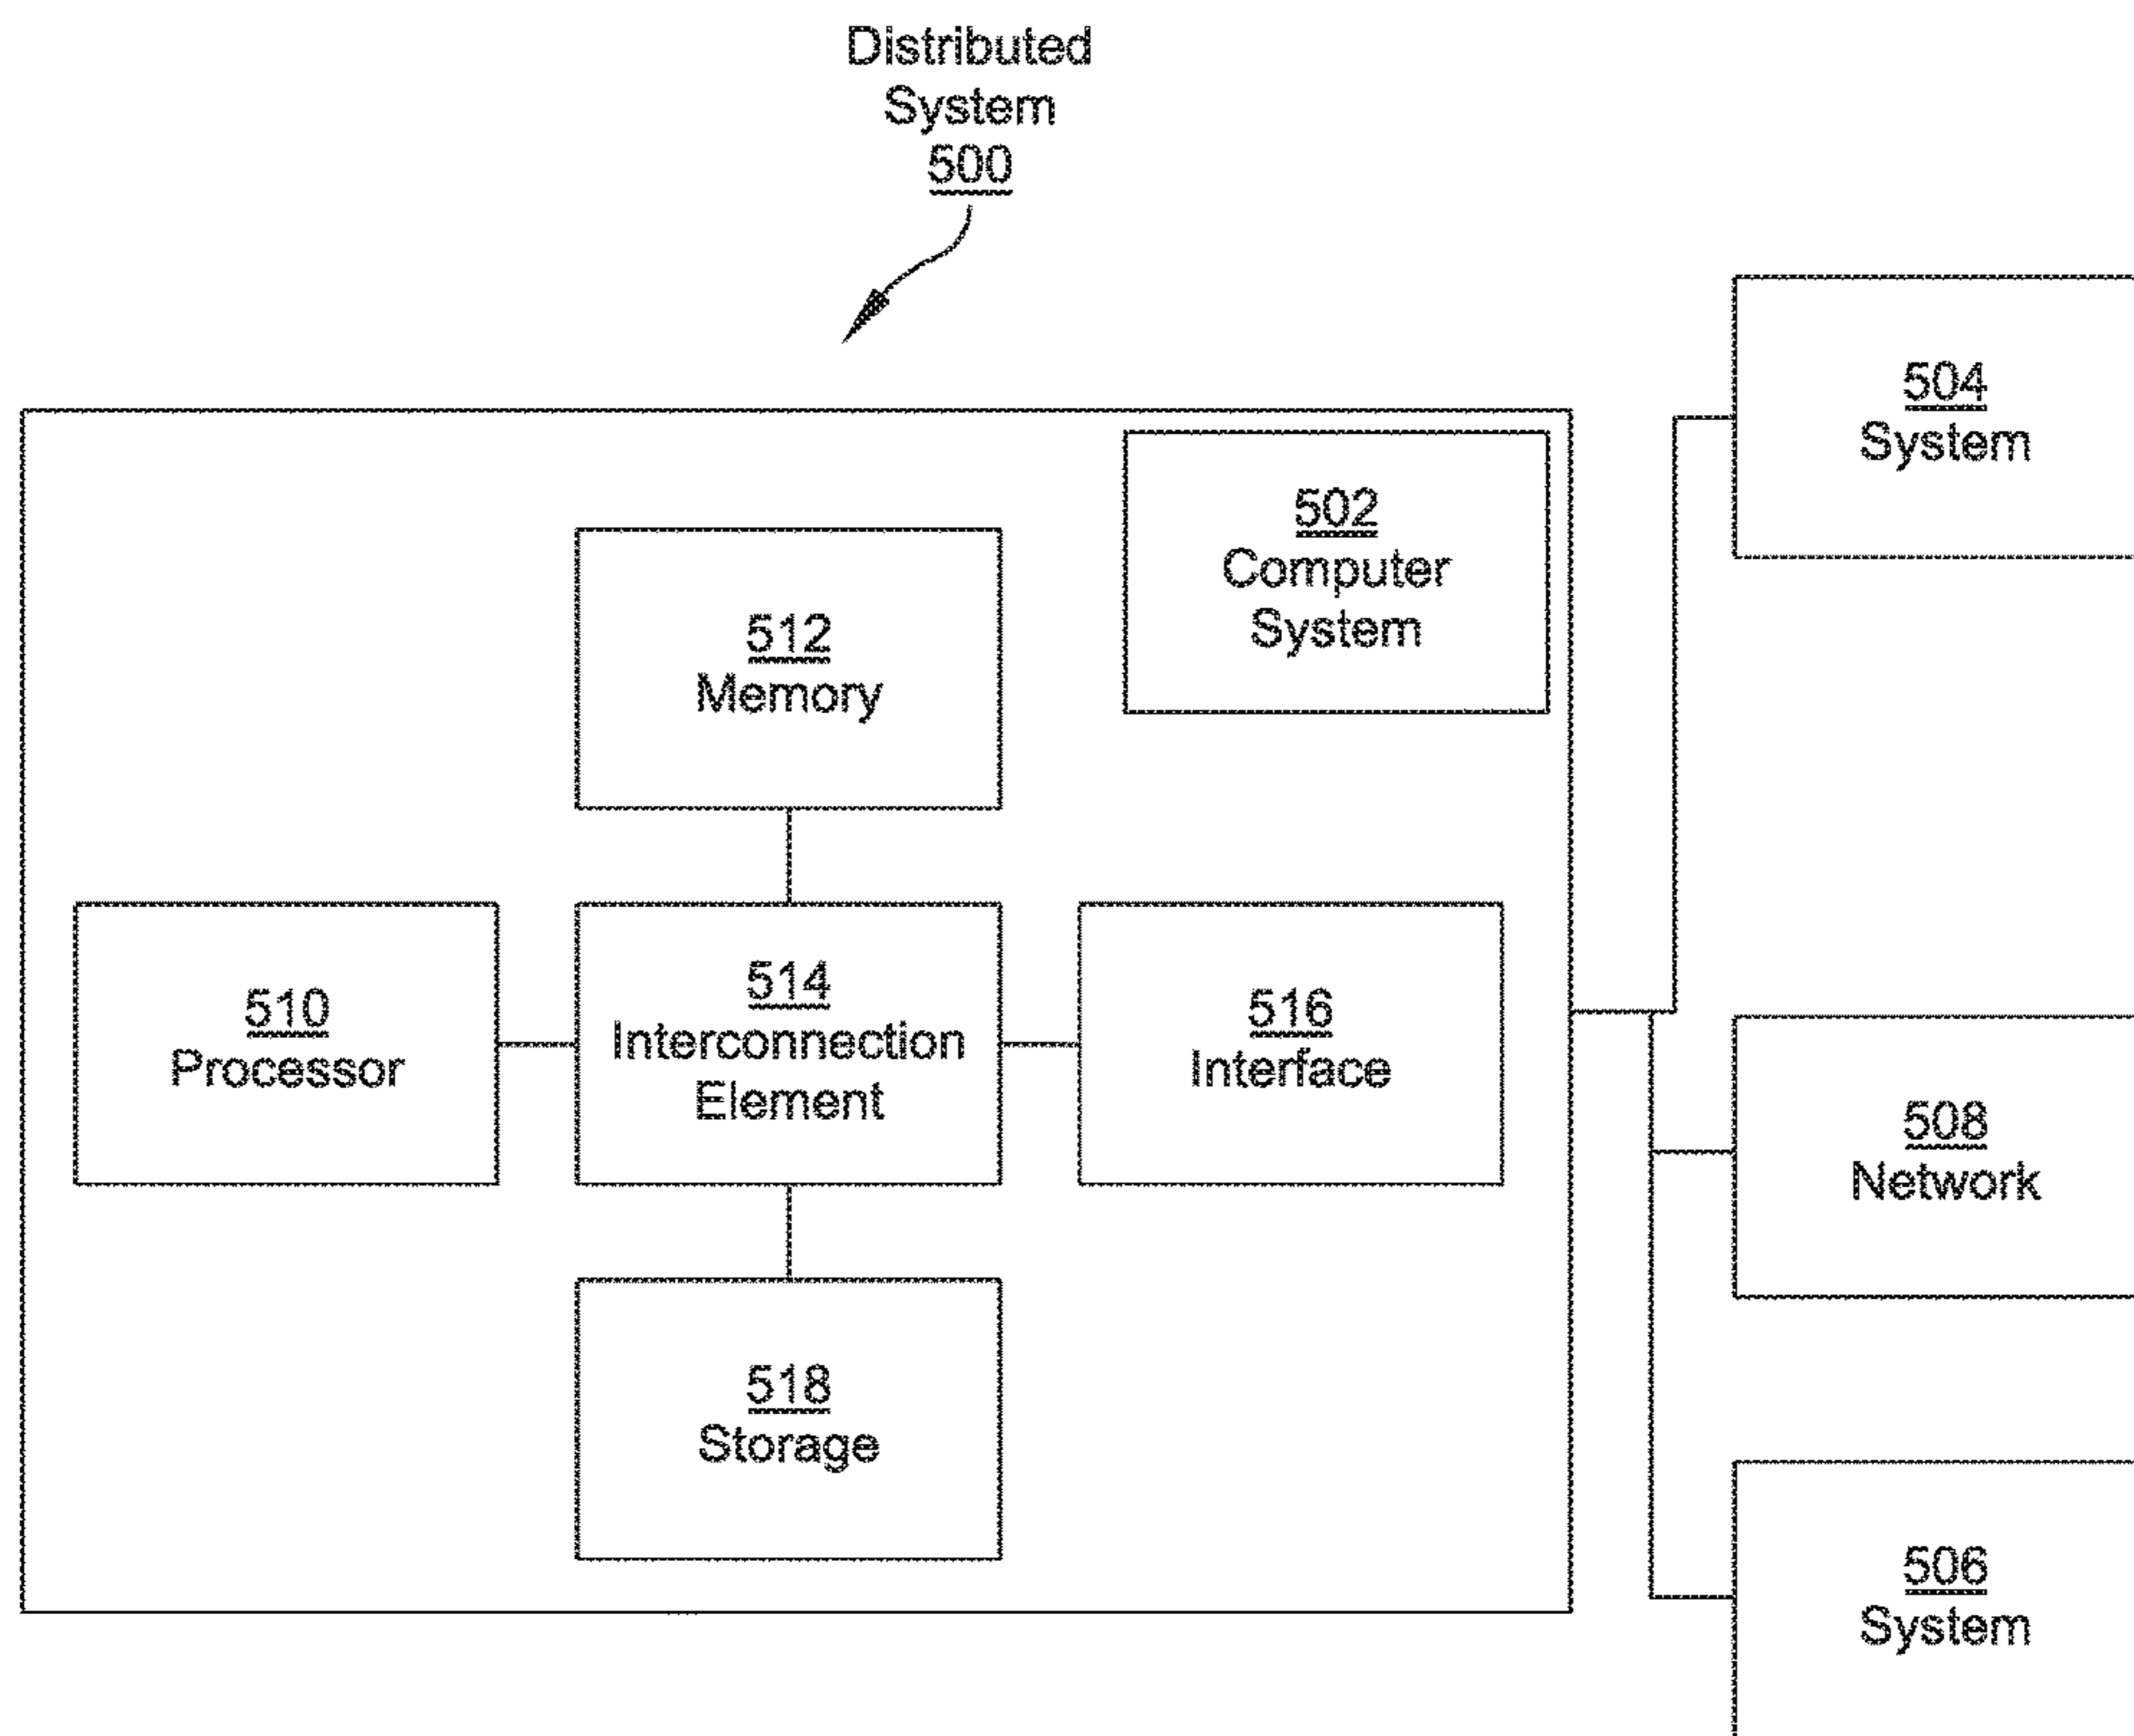 Distributed
System
500
504
System
502
Computer
System
512
Memory
510
Processor
514
Interconnection
Element
516
Interface
508
Network
518
Storage
506
System